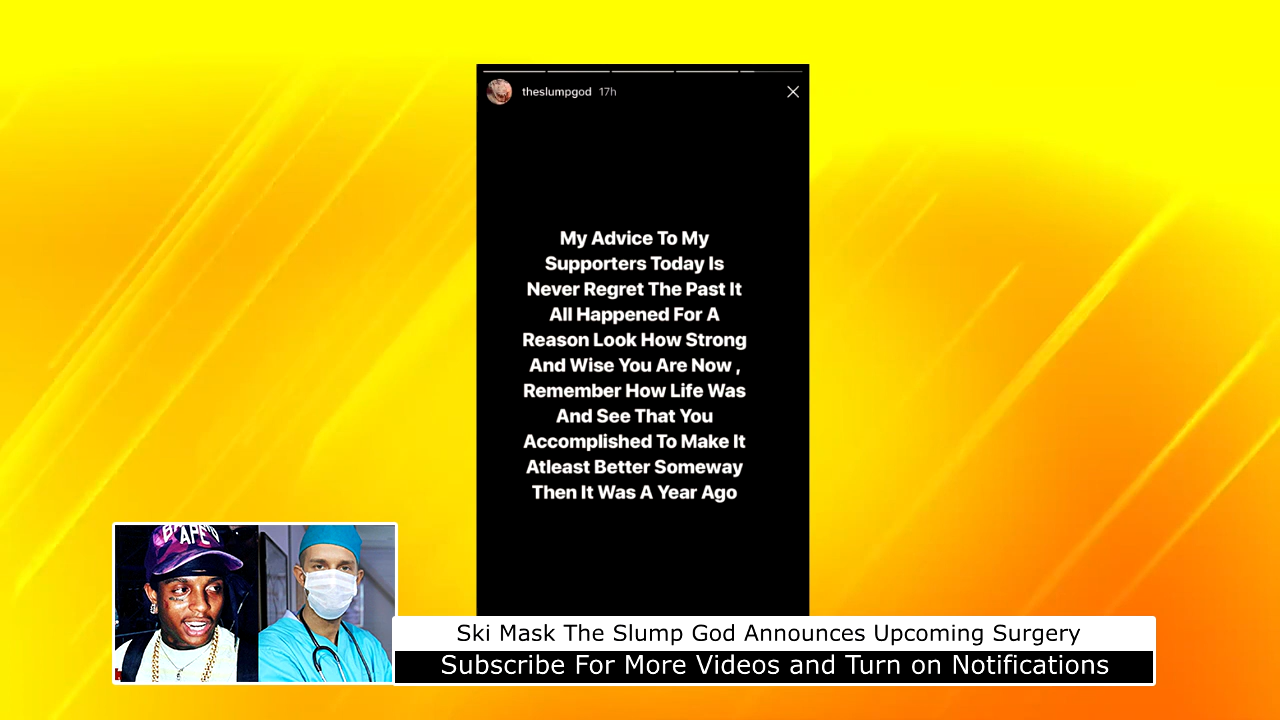 theslumpgod 17h
My Advice To My
Supporters Today Is
Never Regret The Past It
All Happened For A
Reason Look How Strong
And Wise You Are Now ,
Remember How Life Was
And See That You
Accomplished To Make It
Atleast Better Someway
Then It Was A Year Ago
APE
Ski Mask The Slump God Announces Upcoming Surgery
Subscribe For More Videos and Turn on Notifications